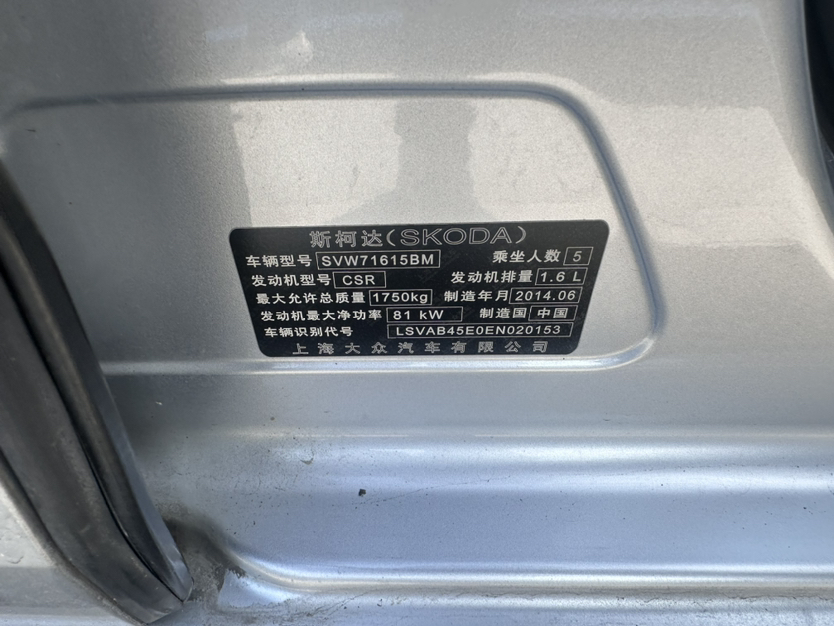 斯柯达(SKODA)
车辆型号 SVW71615BM 乘坐人数 5
发动机型号 CSR 发动机排量 1.6 L
最大允许总质量 1750kg 制造年月 2014.06
发动机最大净功率 81 kW 制造国 中国
车辆识别代号 LSVAB45E0EN020153
上海大众汽车有限公司